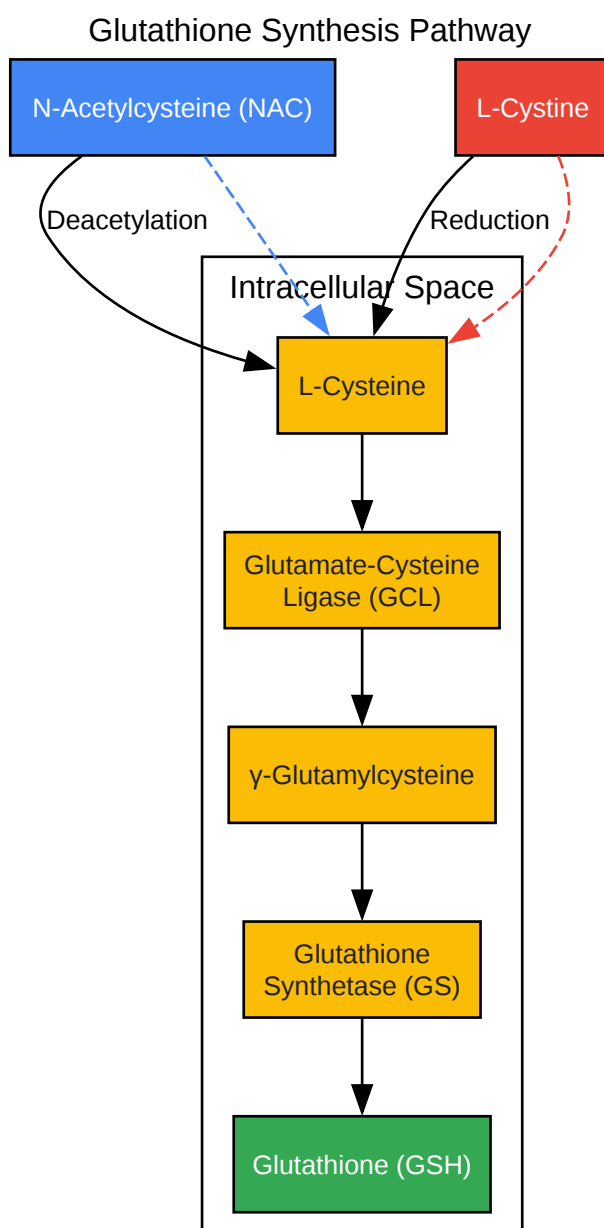 Glutathione Synthesis Pathway
N-Acetylcysteine (NAC)
L-Cystine
Deacetylation
Reduction
Intracellular Space
L-Cysteine
Glutamate-Cysteine
Ligase (GCL)
γ-Glutamylcysteine
Glutathione
Synthetase (GS)
Glutathione (GSH)